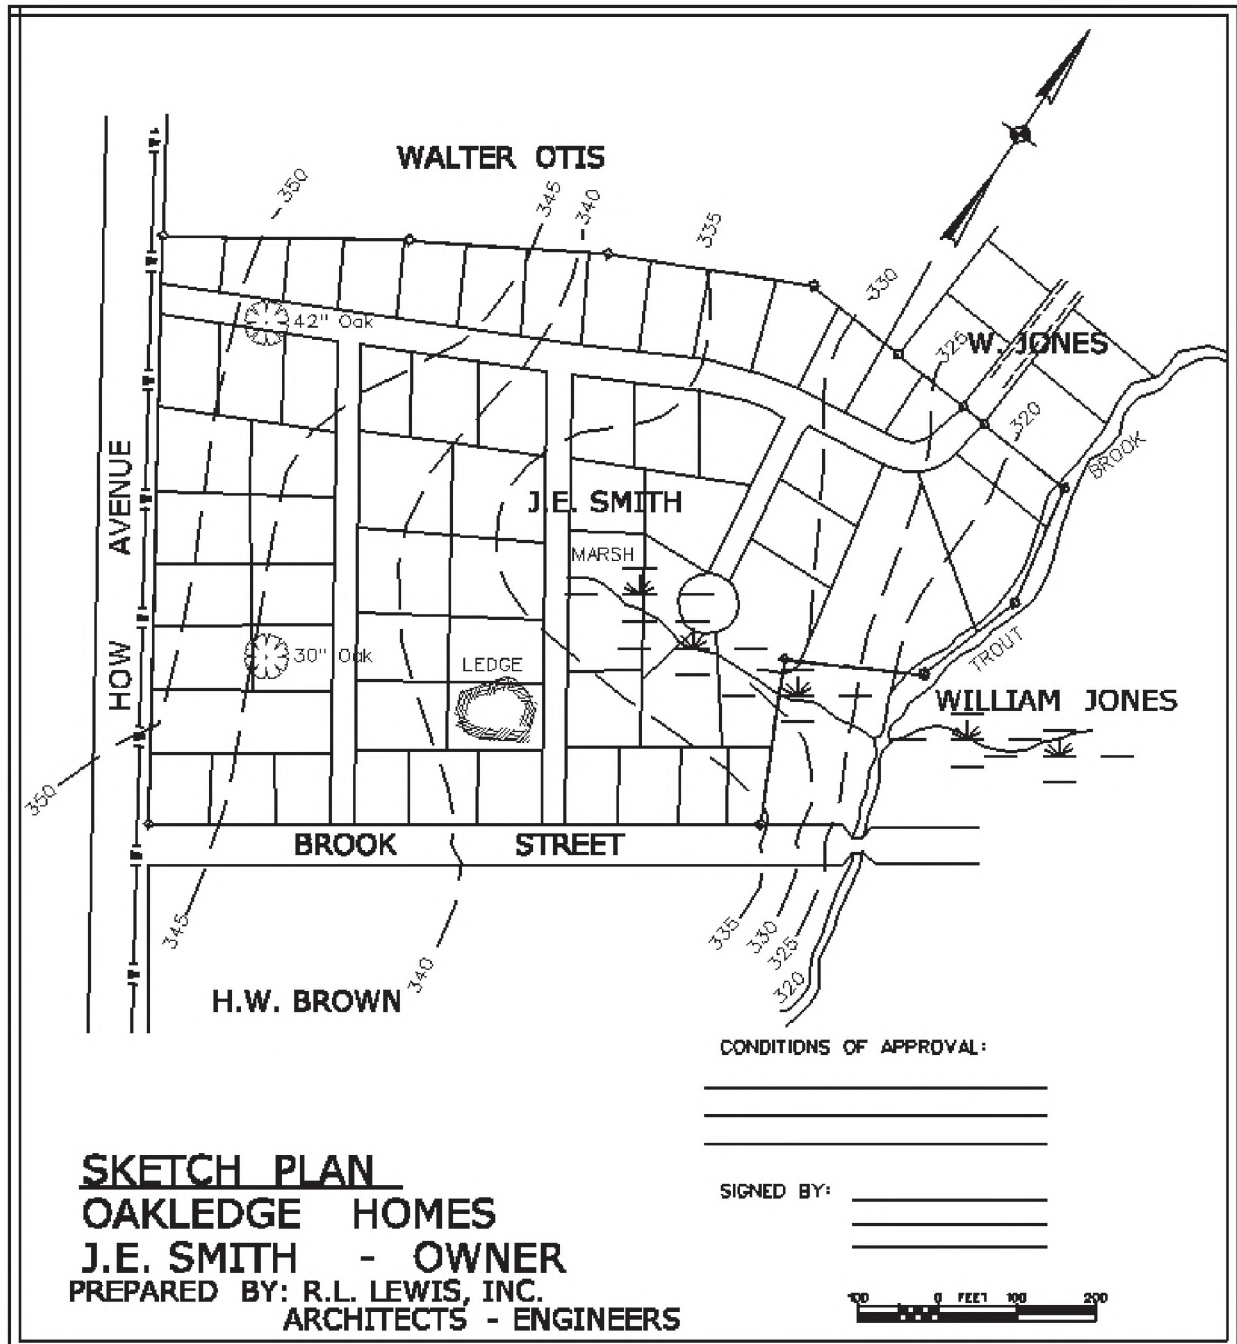 WALTER OTIS
350
345
340
335
330
325
320
42" Oak
W. JONES
BROOK
HOW AVENUE
J.E. SMITH
MARSH
30" Oak
LEDGE
TROUT
WILLIAM JONES
350
BROOK STREET
345
340
335
330
325
320
H.W. BROWN
CONDITIONS OF APPROVAL:
SIGNED BY:
SKETCH PLAN
OAKLEDGE HOMES
J.E. SMITH - OWNER
PREPARED BY: R.L. LEWIS, INC.
ARCHITECTS - ENGINEERS
100 0 FEET 100 200